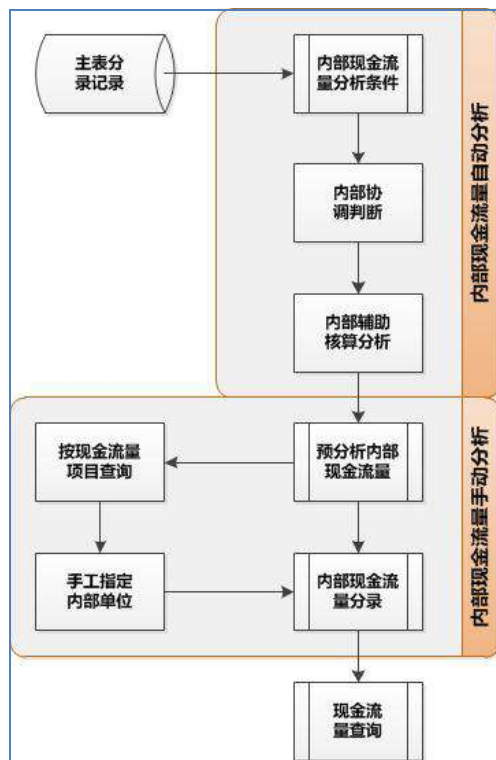 主表分
录记录
内部现金流
量分析条件
内部协
调判断
内部辅助
核算分析
内部现金流量自动分析
按现金流量
项目查询
预分析内部
现金流量
手工指定
内部单位
内部现金流
量分录
内部现金流量手动分析
现金流
量查询